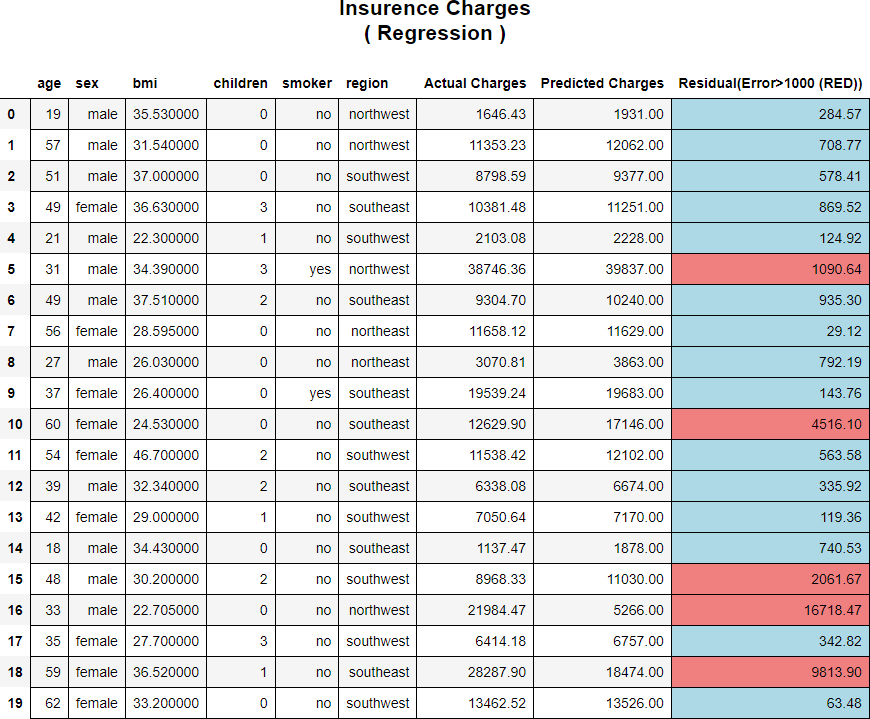 Insurence Charges
( Regression )
age sex bmi children smoker region Actual Charges Predicted Charges Residual(Error>1000 (RED))
0 19 male 35.530000 0 no northwest 1646.43 1931.00 284.57
1 57 male 31.540000 0 no northwest 11353.23 12062.00 708.77
2 51 male 37.000000 0 no southwest 8798.59 9377.00 578.41
3 49 female 36.630000 3 no southeast 10381.48 11251.00 869.52
4 21 male 22.300000 1 no southwest 2103.08 2228.00 124.92
5 31 male 34.390000 3 yes northwest 38746.36 39837.00 1090.64
6 49 male 37.510000 2 no southeast 9304.70 10240.00 935.30
7 56 female 28.595000 0 no northeast 11658.12 11629.00 29.12
8 27 male 26.030000 0 no northeast 3070.81 3863.00 792.19
9 37 female 26.400000 0 yes southeast 19539.24 19683.00 143.76
10 60 female 24.530000 0 no southeast 12629.90 17146.00 4516.10
11 54 female 46.700000 2 no southwest 11538.42 12102.00 563.58
12 39 male 32.340000 2 no southeast 6338.08 6674.00 335.92
13 42 female 29.000000 1 no southwest 7050.64 7170.00 119.36
14 18 male 34.430000 0 no southeast 1137.47 1878.00 740.53
15 48 male 30.200000 2 no southwest 8968.33 11030.00 2061.67
16 33 male 22.705000 0 no northwest 21984.47 5266.00 16718.47
17 35 female 27.700000 3 no southwest 6414.18 6757.00 342.82
18 59 female 36.520000 1 no southeast 28287.90 18474.00 9813.90
19 62 female 33.200000 0 no southwest 13462.52 13526.00 63.48